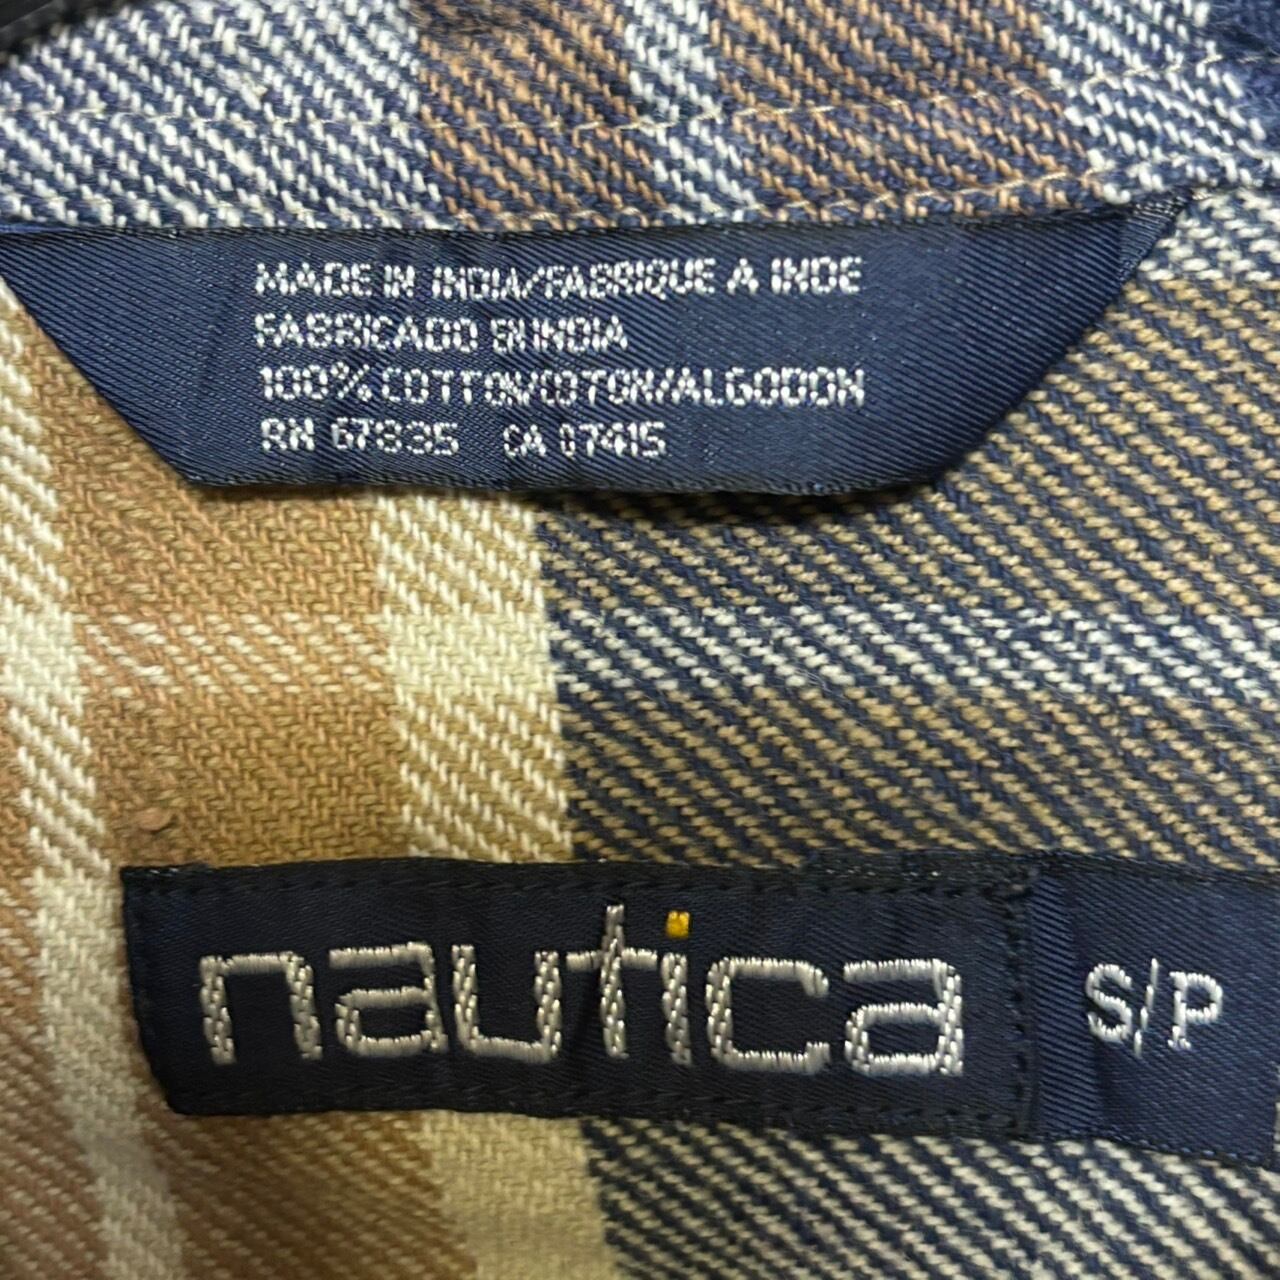 MADE IN INDIA/FABRIQUE A INDE
FABRICADO EN INDIA
100% COTTON/COTON/ALGODON
RN 67835 CA 07415
nautica S/P